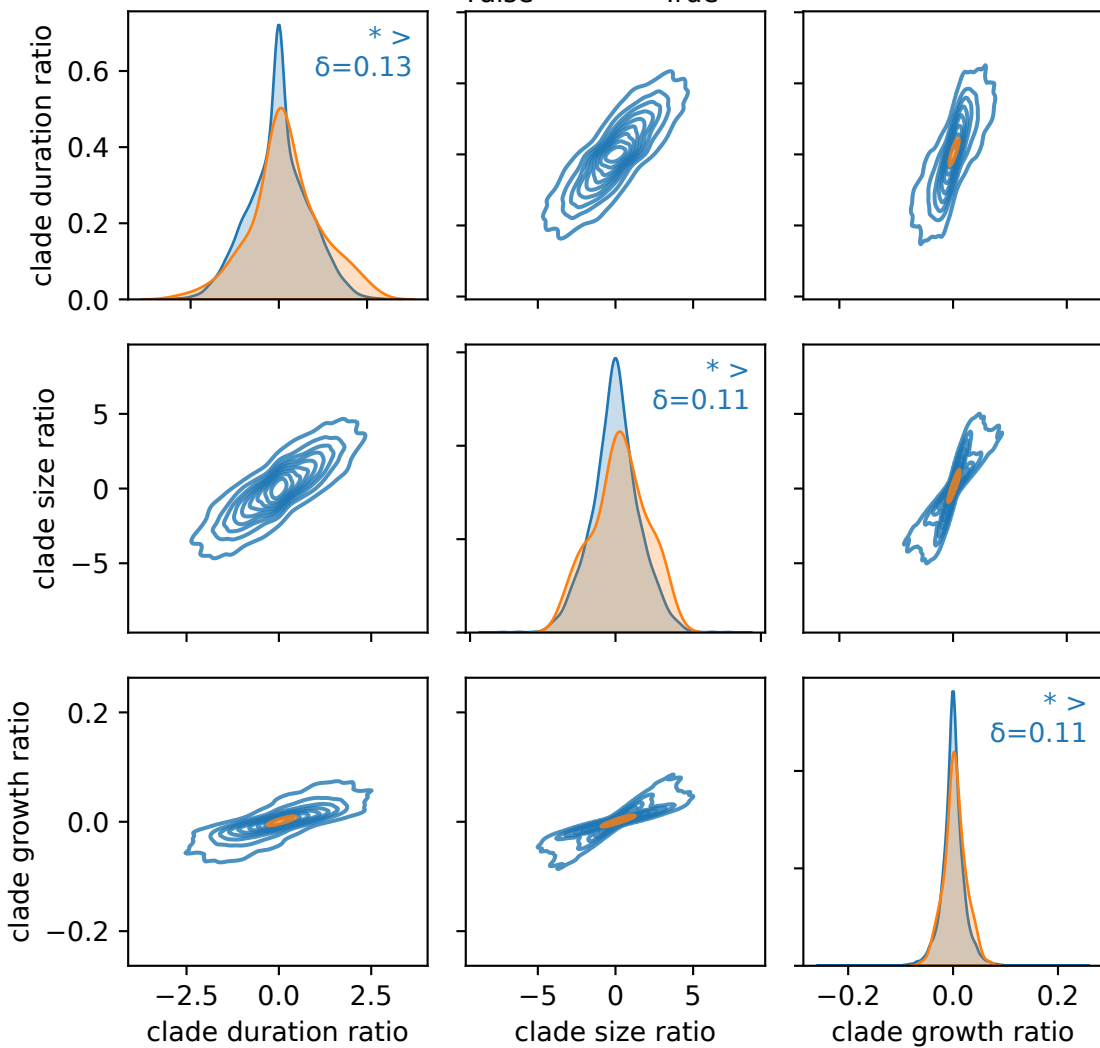 clade duration ratio
0.6
0.4
0.2
0.0
* >
δ=0.13
clade size ratio
5
0
−5
* >
δ=0.11
clade growth ratio
0.2
0.0
−0.2
* >
δ=0.11
−2.5 0.0 2.5
−5 0 5
−0.2 0.0 0.2
clade duration ratio
clade size ratio
clade growth ratio